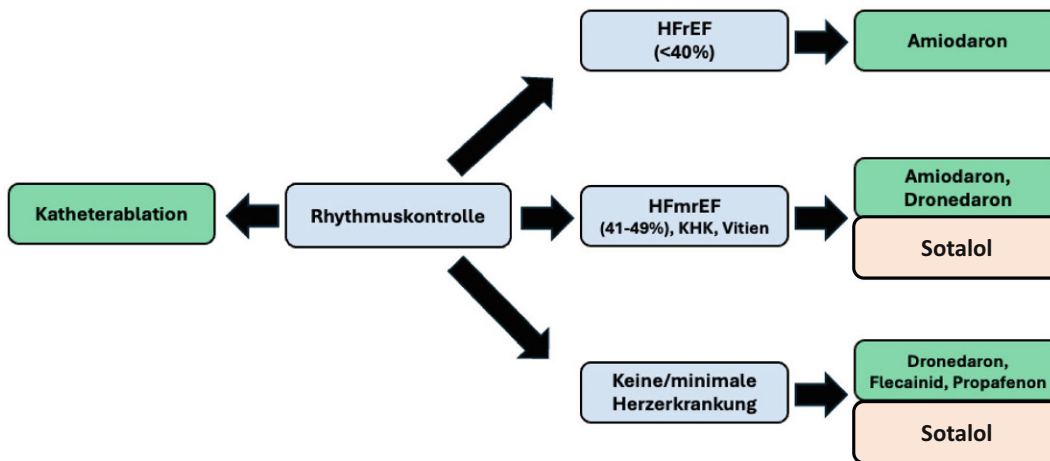 HFrEF
(<40%)
Amiodaron
Katheterablation
Rhythmuskontrolle
HFmrEF
(41-49%), KHK, Vitien
Amiodaron,
Dronedaron
Sotalol
Keine/minimale
Herzerkrankung
Dronedaron,
Flecainid, Propafenon
Sotalol